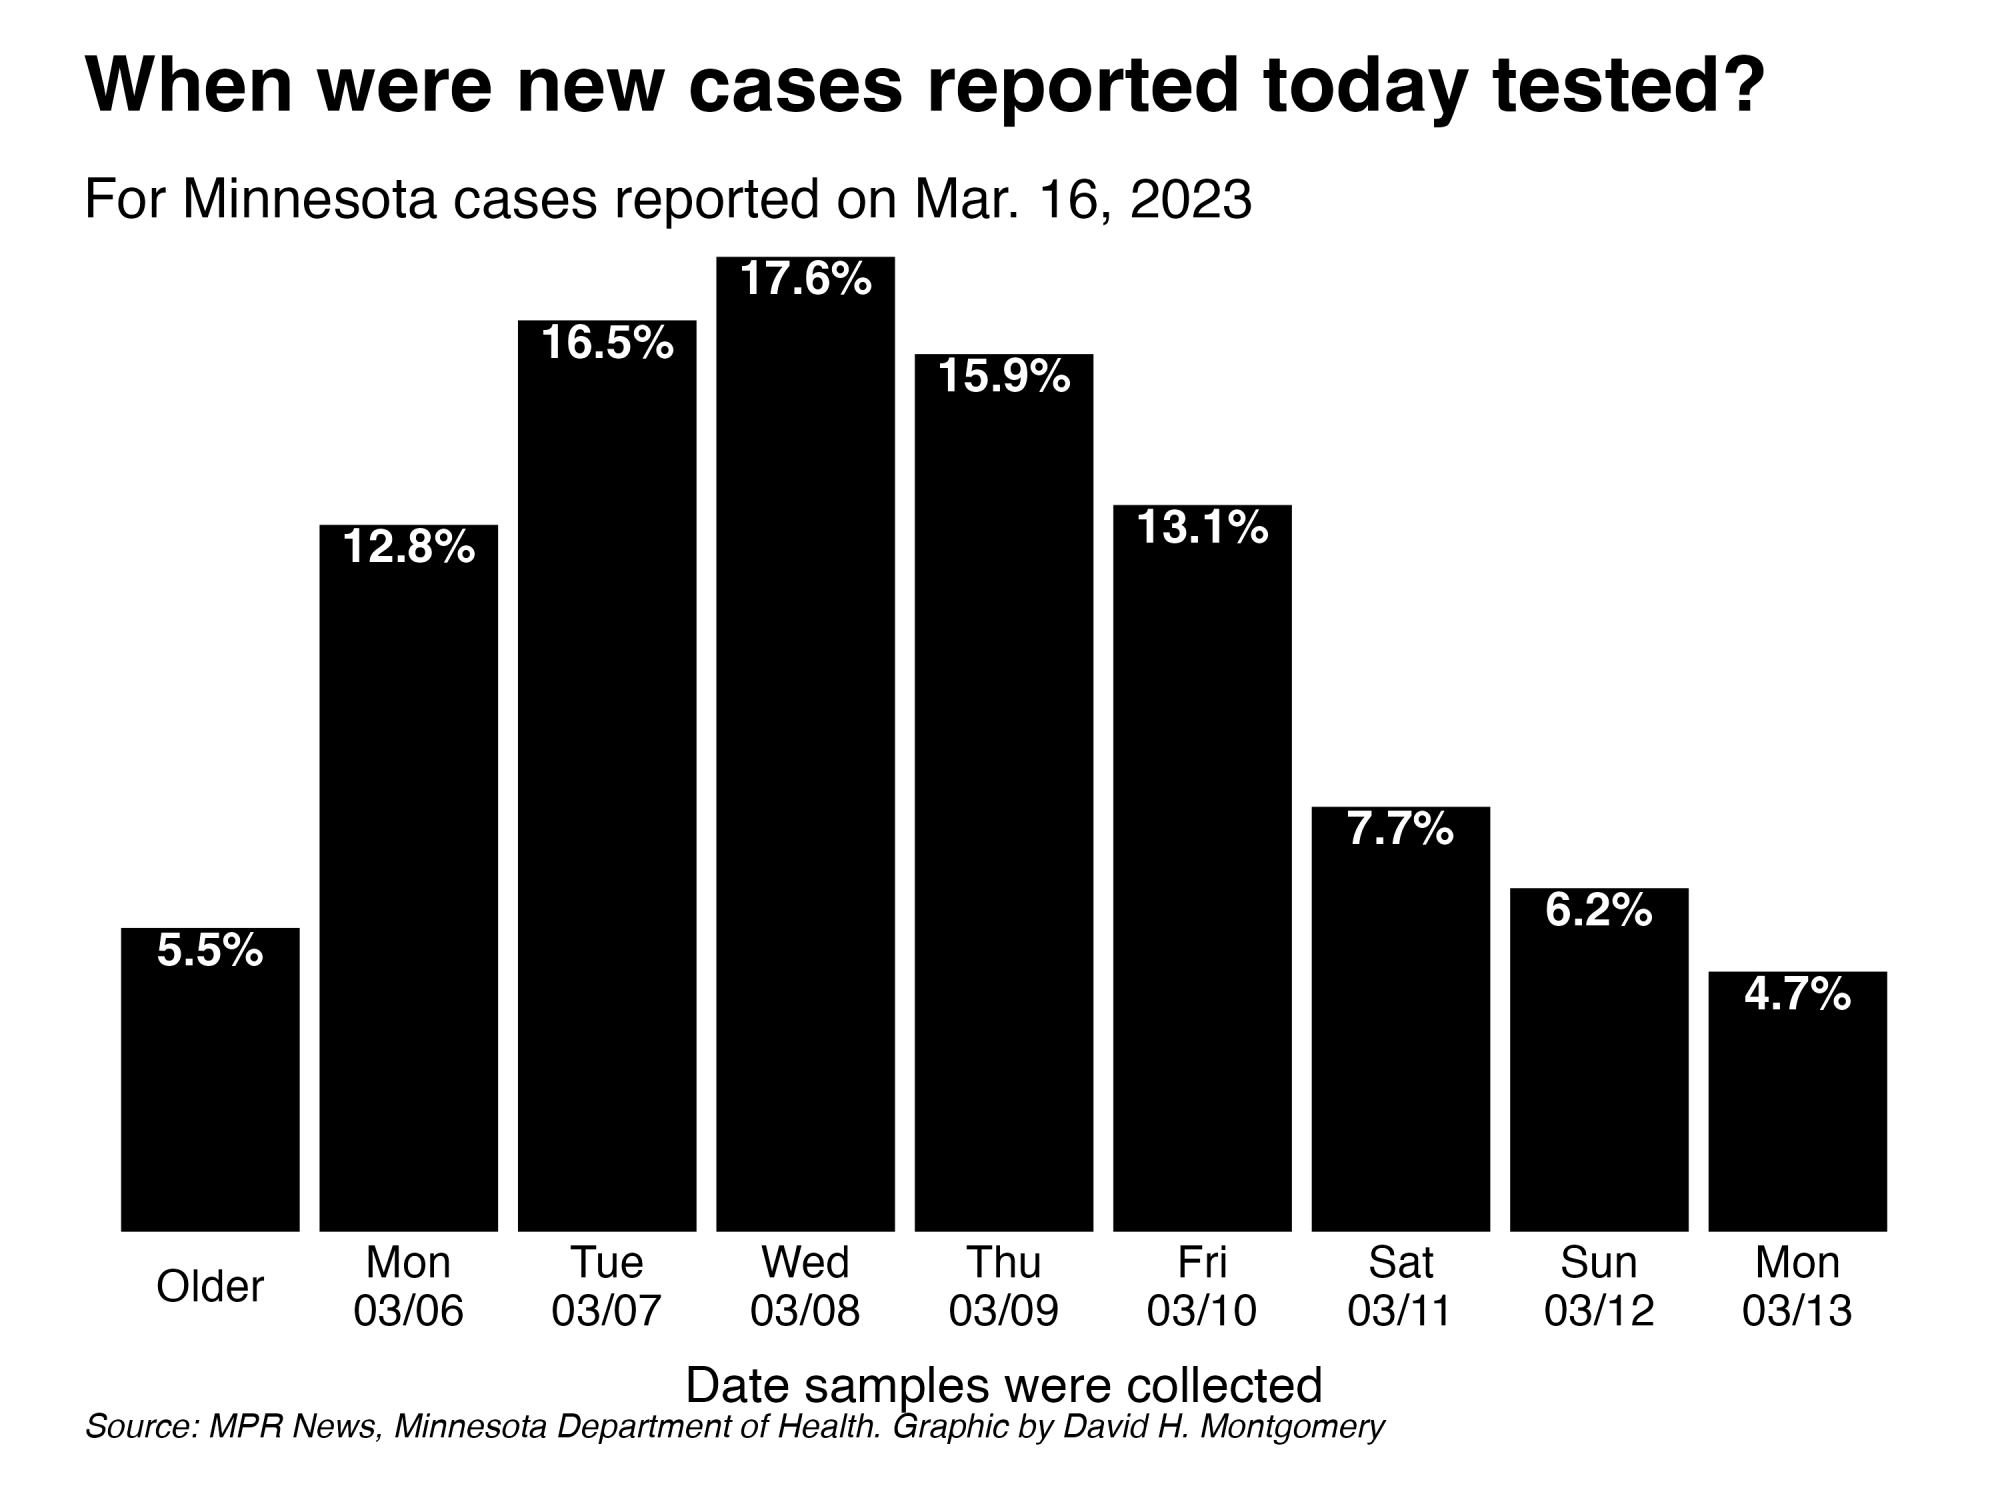 When were new cases reported today tested?
For Minnesota cases reported on Mar. 16, 2023
17.6%
16.5%
15.9%
13.1%
12.8%
7.7%
6.2%
5.5%
4.7%
Older
Mon
03/06
Tue
03/07
Wed
03/08
Thu
03/09
Fri
03/10
Sat
03/11
Sun
03/12
Mon
03/13
Date samples were collected
Source: MPR News, Minnesota Department of Health. Graphic by David H. Montgomery